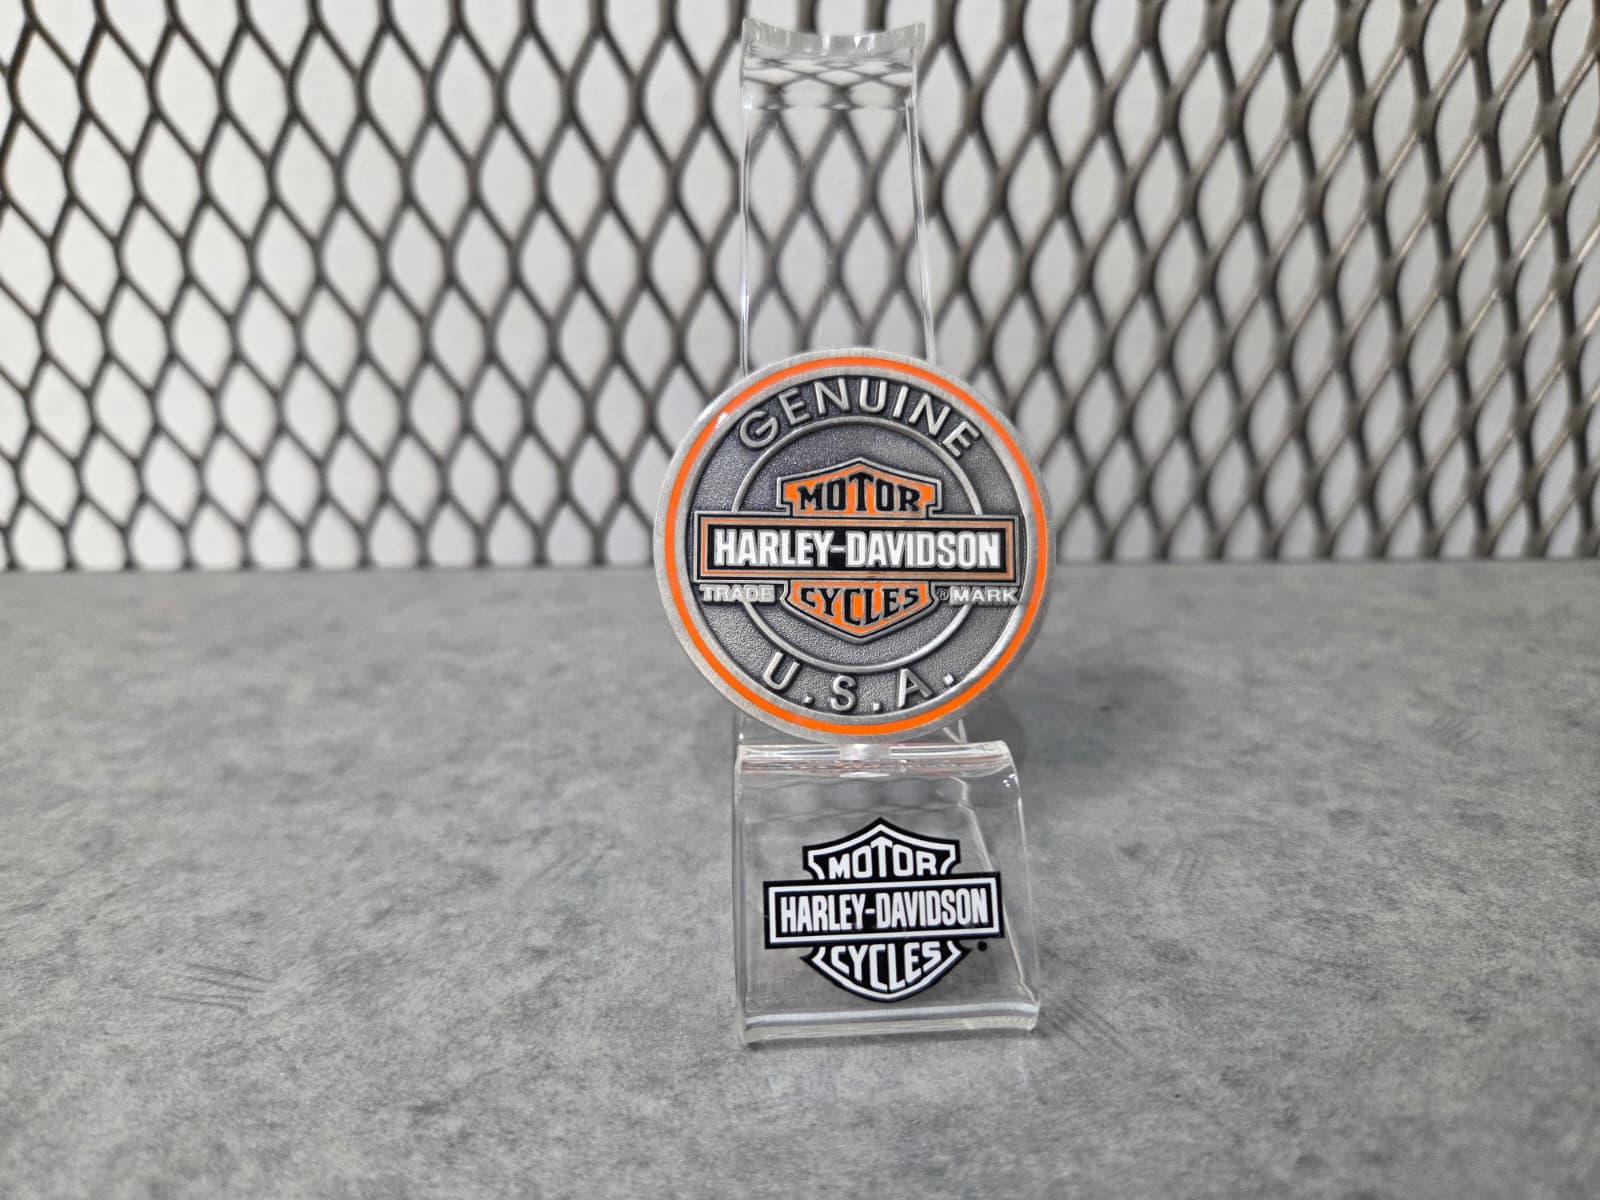 GENUINE
MOTOR
HARLEY-DAVIDSON
TRADE ® MARK
CYCLES
U.S.A.
MOTOR
HARLEY-DAVIDSON
CYCLES